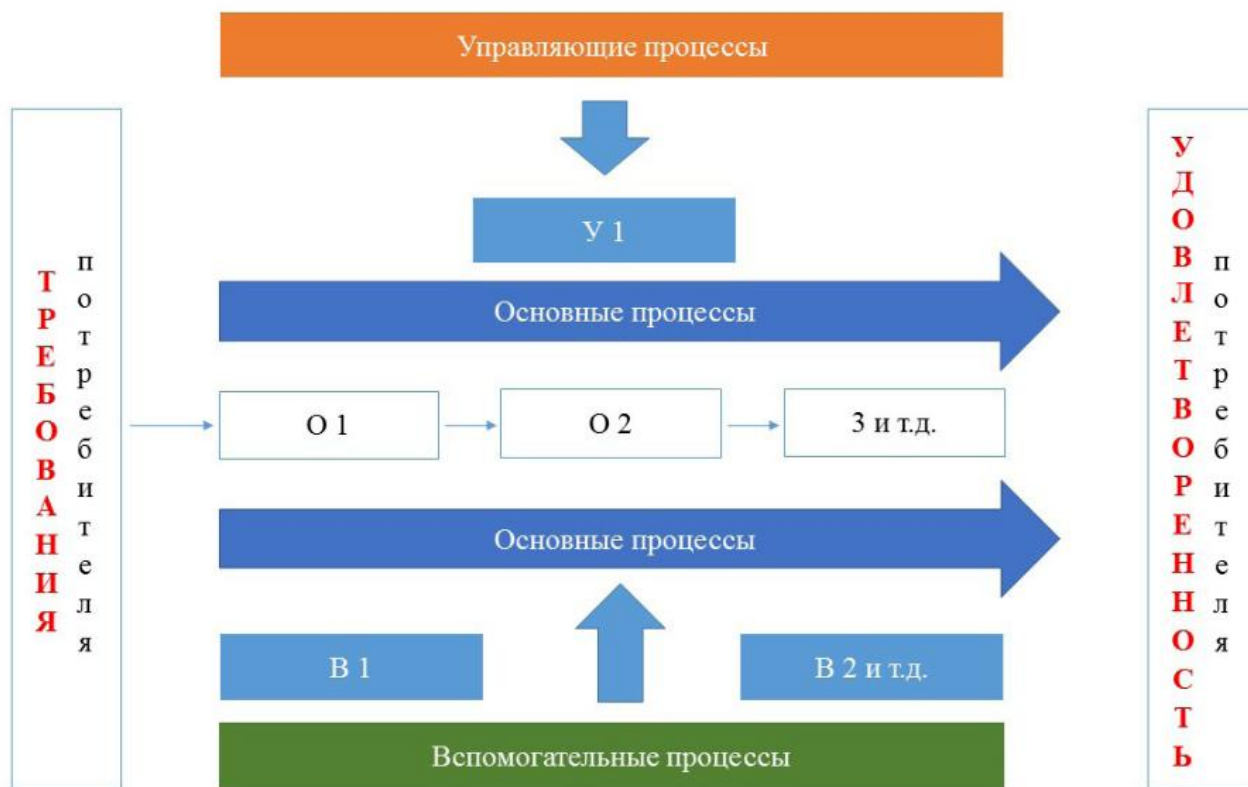 Управляющие процессы
ТРЕБОВАНИЯ
потребителя
У 1
Основные процессы
О 1
О 2
3 и т.д.
Основные процессы
В 1
В 2 и т.д.
Вспомогательные процессы
УДОВЛЕТВОРЕННОСТЬ
потребителя